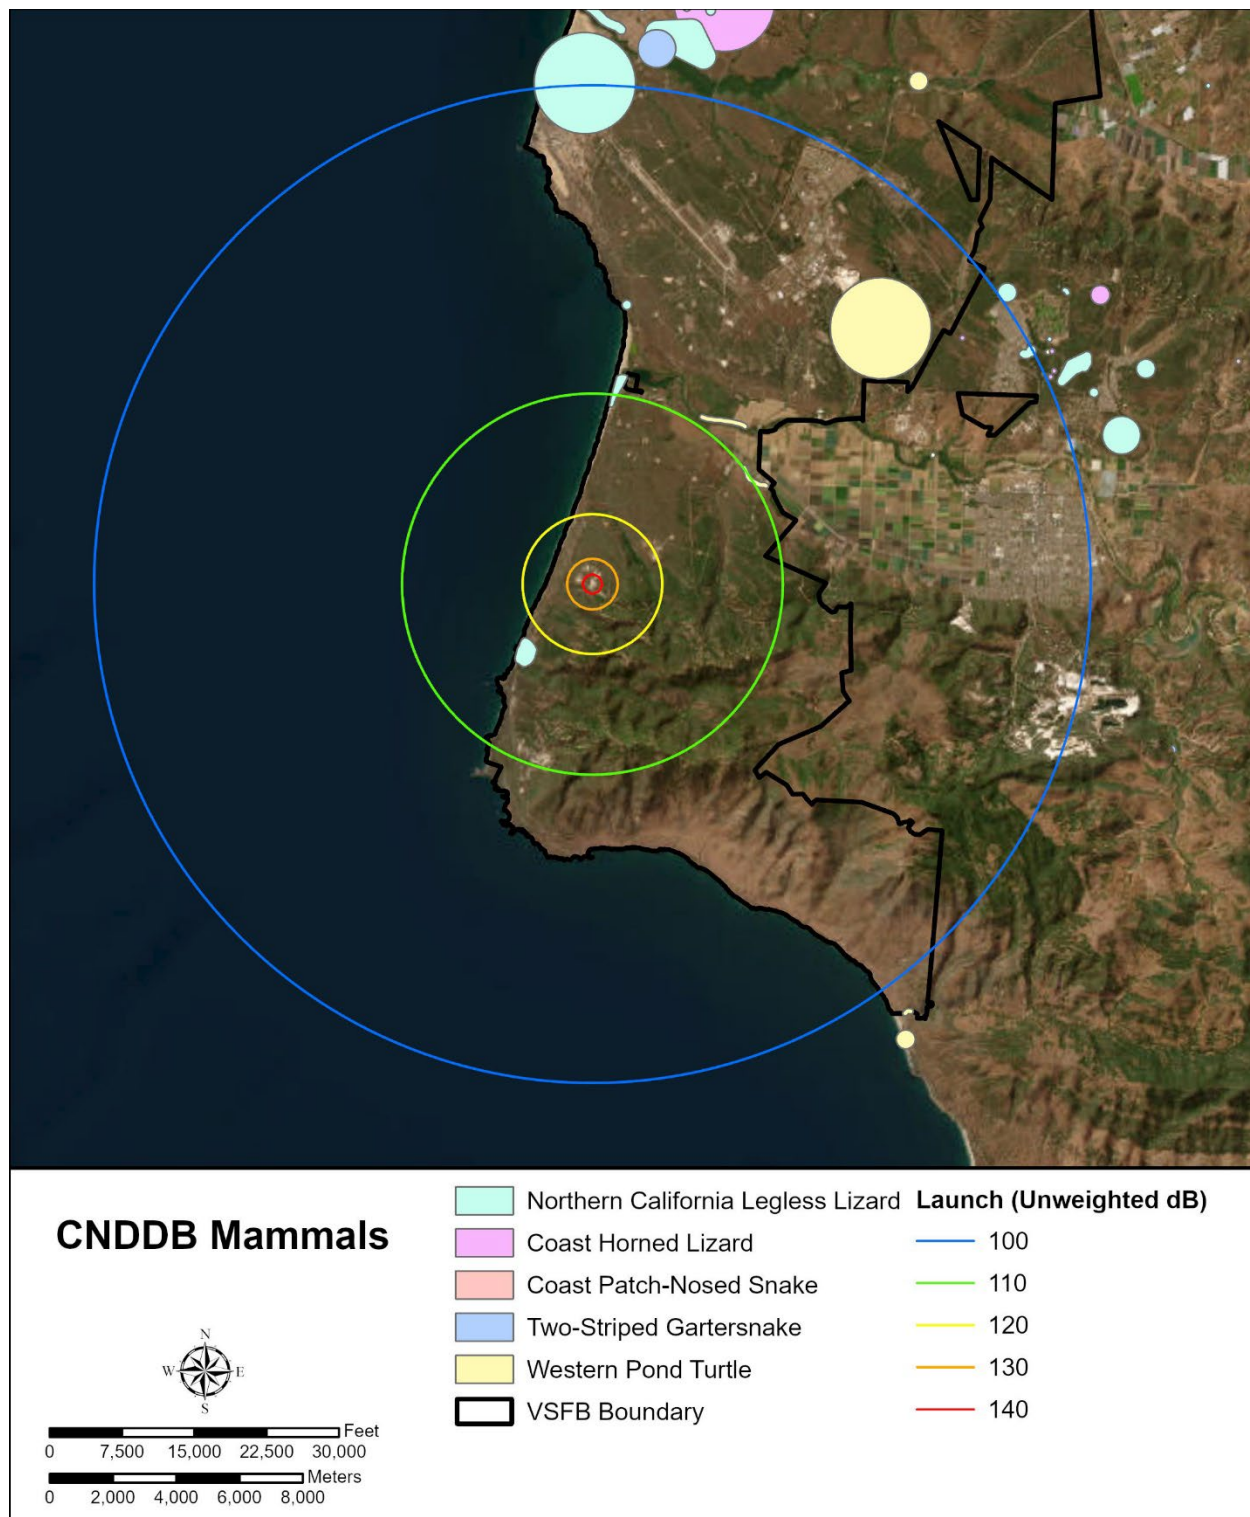 CNDDB Mammals
N
W E
S
Feet
0 7,500 15,000 22,500 30,000
Meters
0 2,000 4,000 6,000 8,000
Northern California Legless Lizard
Coast Horned Lizard
Coast Patch-Nosed Snake
Two-Striped Gartersnake
Western Pond Turtle
VSFB Boundary
Launch (Unweighted dB)
100
110
120
130
140